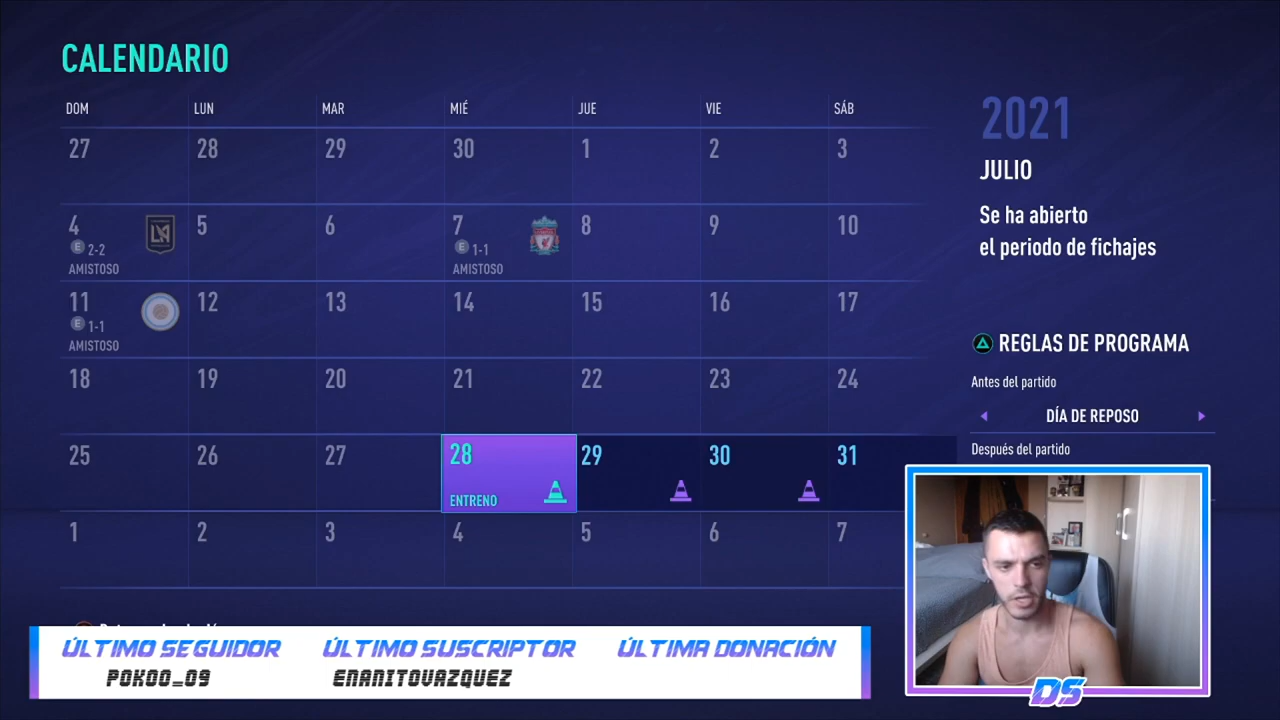 CALENDARIO
DOM LUN MAR MIÉ JUE VIE SÁB
27 28 29 30 1 2 3
4 5 6 7 8 9 10
E 2-2 E 1-1
AMISTOSO AMISTOSO
11 12 13 14 15 16 17
E 1-1
AMISTOSO
18 19 20 21 22 23 24
25 26 27 28 29 30 31
ENTRENO
1 2 3 4 5 6 7
2021
JULIO
Se ha abierto
el periodo de fichajes
REGLAS DE PROGRAMA
Antes del partido
DÍA DE REPOSO
Después del partido
ÚLTIMO SEGUIDOR ÚLTIMO SUSCRIPTOR ÚLTIMA DONACIÓN
POKOO_09 ENANITOVAZQUEZ
DS